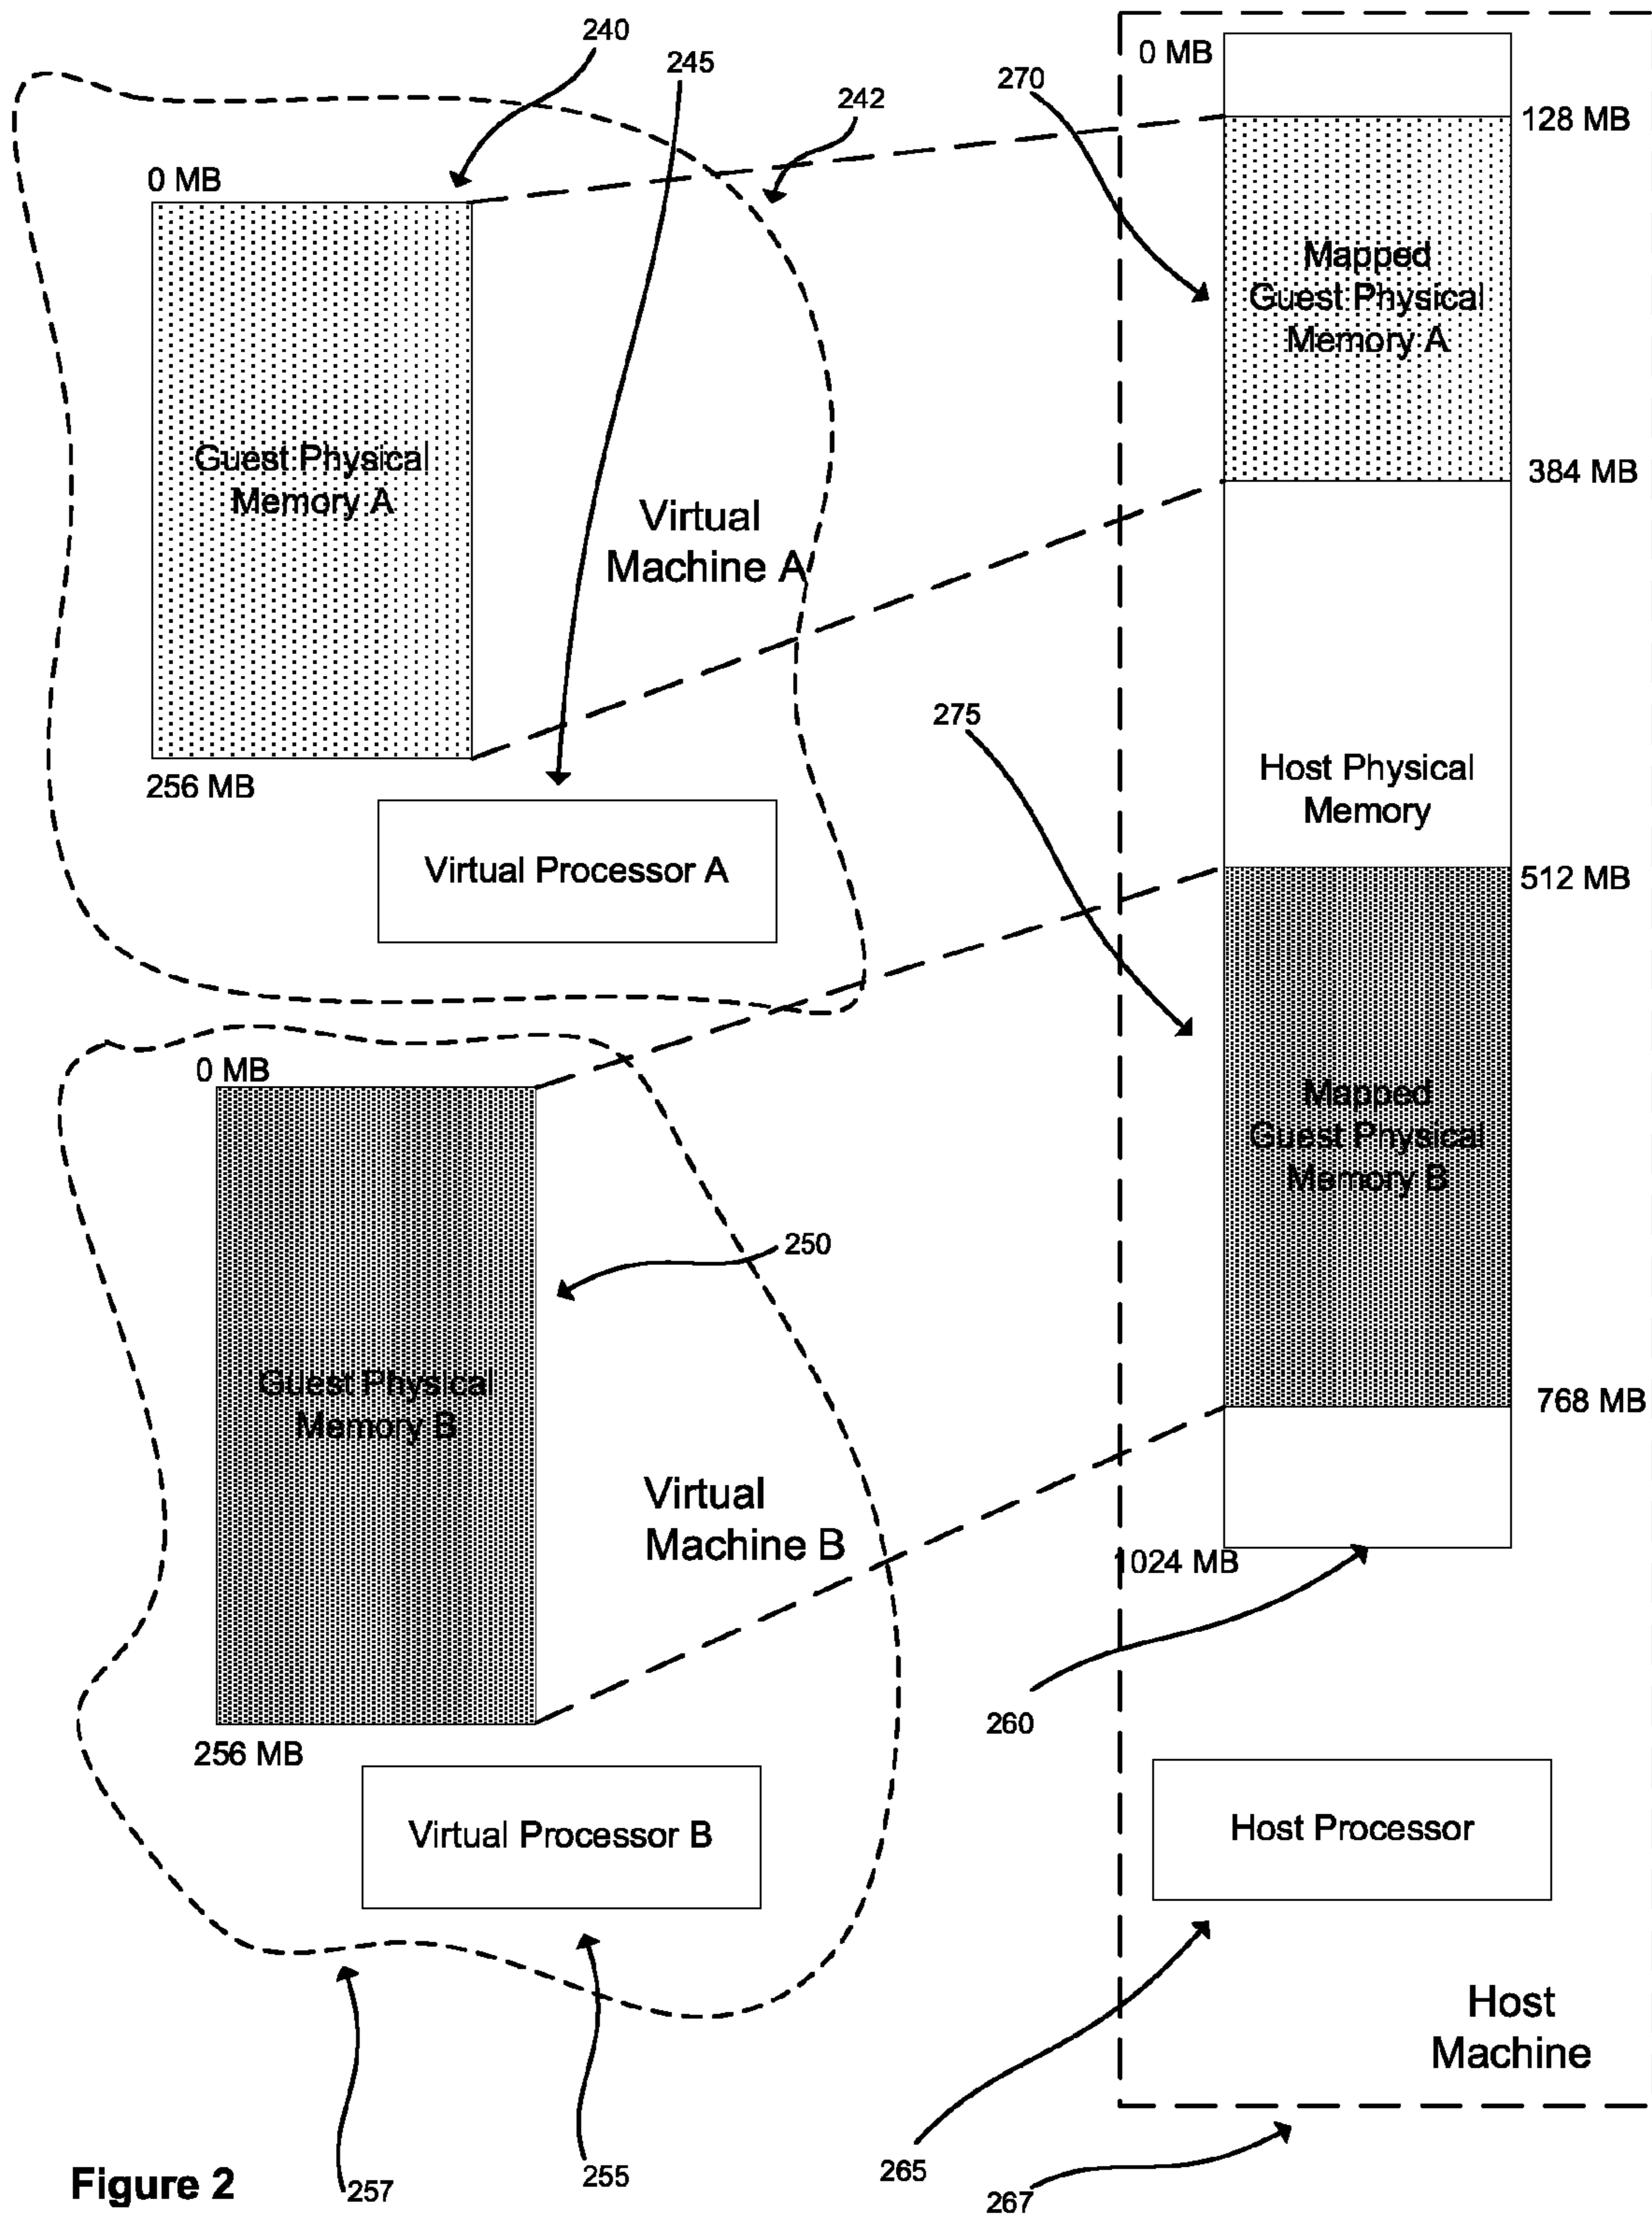 240
245
242
270
0 MB
128 MB
0 MB
Mapped
Guest Physical
Memory A
Guest Physical
Memory A
384 MB
Virtual
Machine A
275
256 MB
Host Physical
Memory
Virtual Processor A
512 MB
0 MB
Mapped
Guest Physical
Memory B
250
Guest Physical
Memory B
768 MB
Virtual
Machine B
1024 MB
260
256 MB
Virtual Processor B
Host Processor
Host
Machine
Figure 2
257
255
265
267